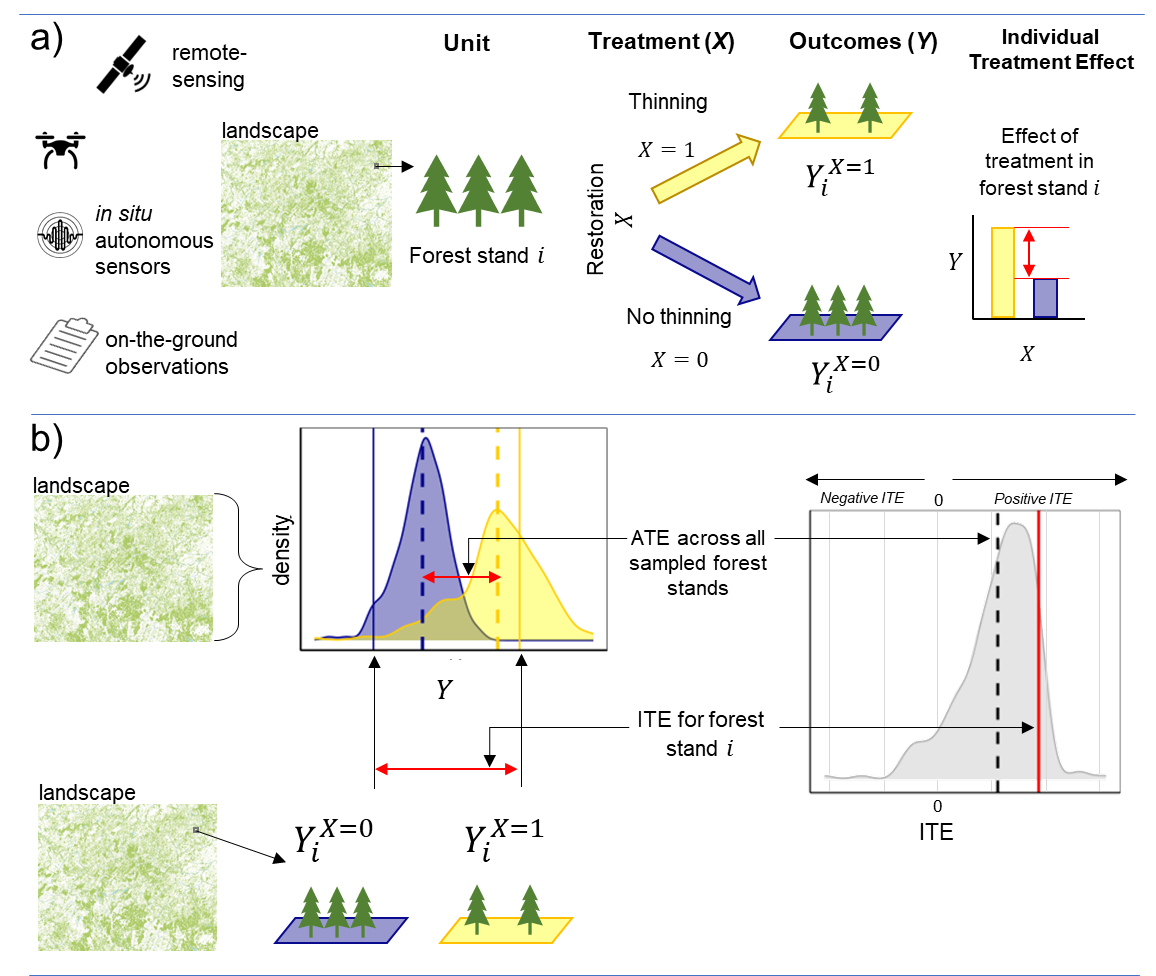 a)
remote-
sensing
in situ
autonomous
sensors
on-the-ground
observations
landscape
Unit
Forest stand i
Treatment (X)
Restoration
X
Thinning
X = 1
No thinning
X = 0
Outcomes (Y)
Y_i^{X=1}
Y_i^{X=0}
Individual
Treatment Effect
Effect of
treatment in
forest stand i
Y
X
b)
landscape
density
Y
ATE across all
sampled forest
stands
ITE for forest
stand i
Negative ITE
0
Positive ITE
0
ITE
landscape
Y_i^{X=0}
Y_i^{X=1}